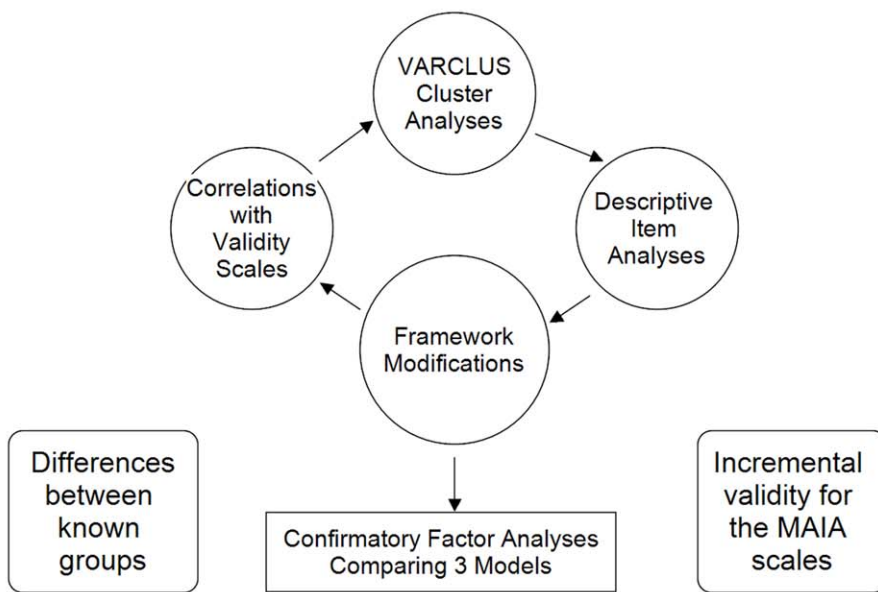 VARCLUS
Cluster
Analyses
Correlations
with
Validity
Scales
Descriptive
Item
Analyses
Framework
Modifications
Differences
between
known
groups
Confirmatory Factor Analyses
Comparing 3 Models
Incremental
validity for
the MAIA
scales